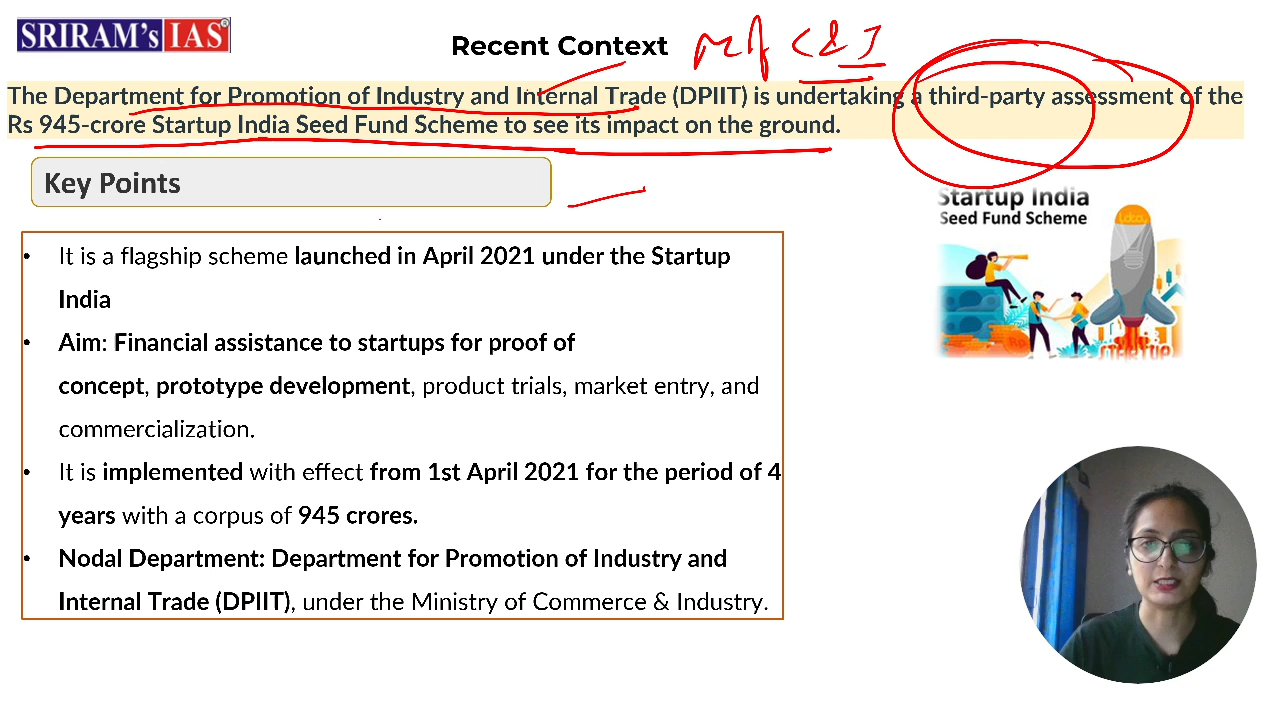 SRIRAM's IAS
Recent Context
M of C & I
The Department for Promotion of Industry and Internal Trade (DPIIT) is undertaking a third-party assessment of the
Rs 945-crore Startup India Seed Fund Scheme to see its impact on the ground.
Key Points
Startup India
Seed Fund Scheme
• It is a flagship scheme launched in April 2021 under the Startup
India
• Aim: Financial assistance to startups for proof of
concept, prototype development, product trials, market entry, and
commercialization.
• It is implemented with effect from 1st April 2021 for the period of 4
years with a corpus of 945 crores.
• Nodal Department: Department for Promotion of Industry and
Internal Trade (DPIIT), under the Ministry of Commerce & Industry.